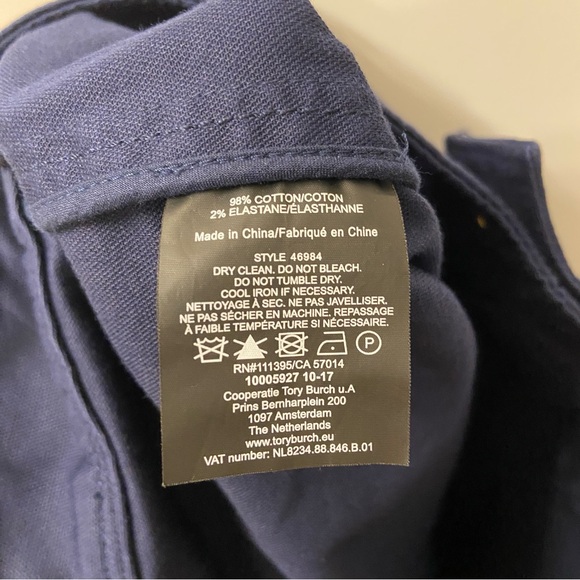 98% COTTON/COTON
2% ELASTANE/ÉLASTHANNE
Made in China/Fabriqué en Chine
STYLE 46984
DRY CLEAN. DO NOT BLEACH.
DO NOT TUMBLE DRY.
COOL IRON IF NECESSARY.
NETTOYAGE À SEC. NE PAS JAVELLISER.
NE PAS SÉCHER EN MACHINE. REPASSAGE
À FAIBLE TEMPÉRATURE SI NÉCESSAIRE.
P
RN#111395/CA 57014
10005927 10-17
Cooperatie Tory Burch u.A
Prins Bernharplein 200
1097 Amsterdam
The Netherlands
www.toryburch.eu
VAT number: NL8234.88.846.B.01